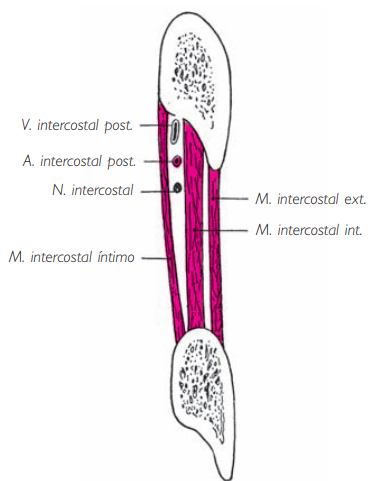 V. intercostal post.
A. intercostal post.
N. intercostal
M. intercostal ext.
M. intercostal int.
M. intercostal íntimo